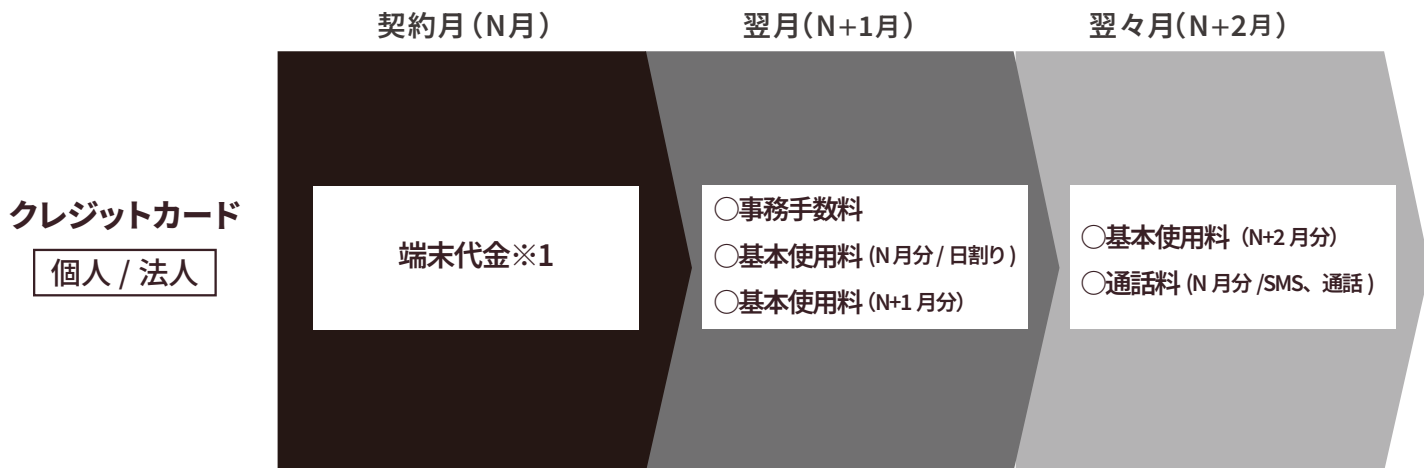 契約月(N月)
翌月(N+1月)
翌々月(N+2月)
クレジットカード
個人 / 法人
端末代金※1
○事務手数料
○基本使用料 (N 月分 / 日割り)
○基本使用料 (N+1 月分)
○基本使用料 (N+2 月分)
○通話料 (N 月分 /SMS、通話)